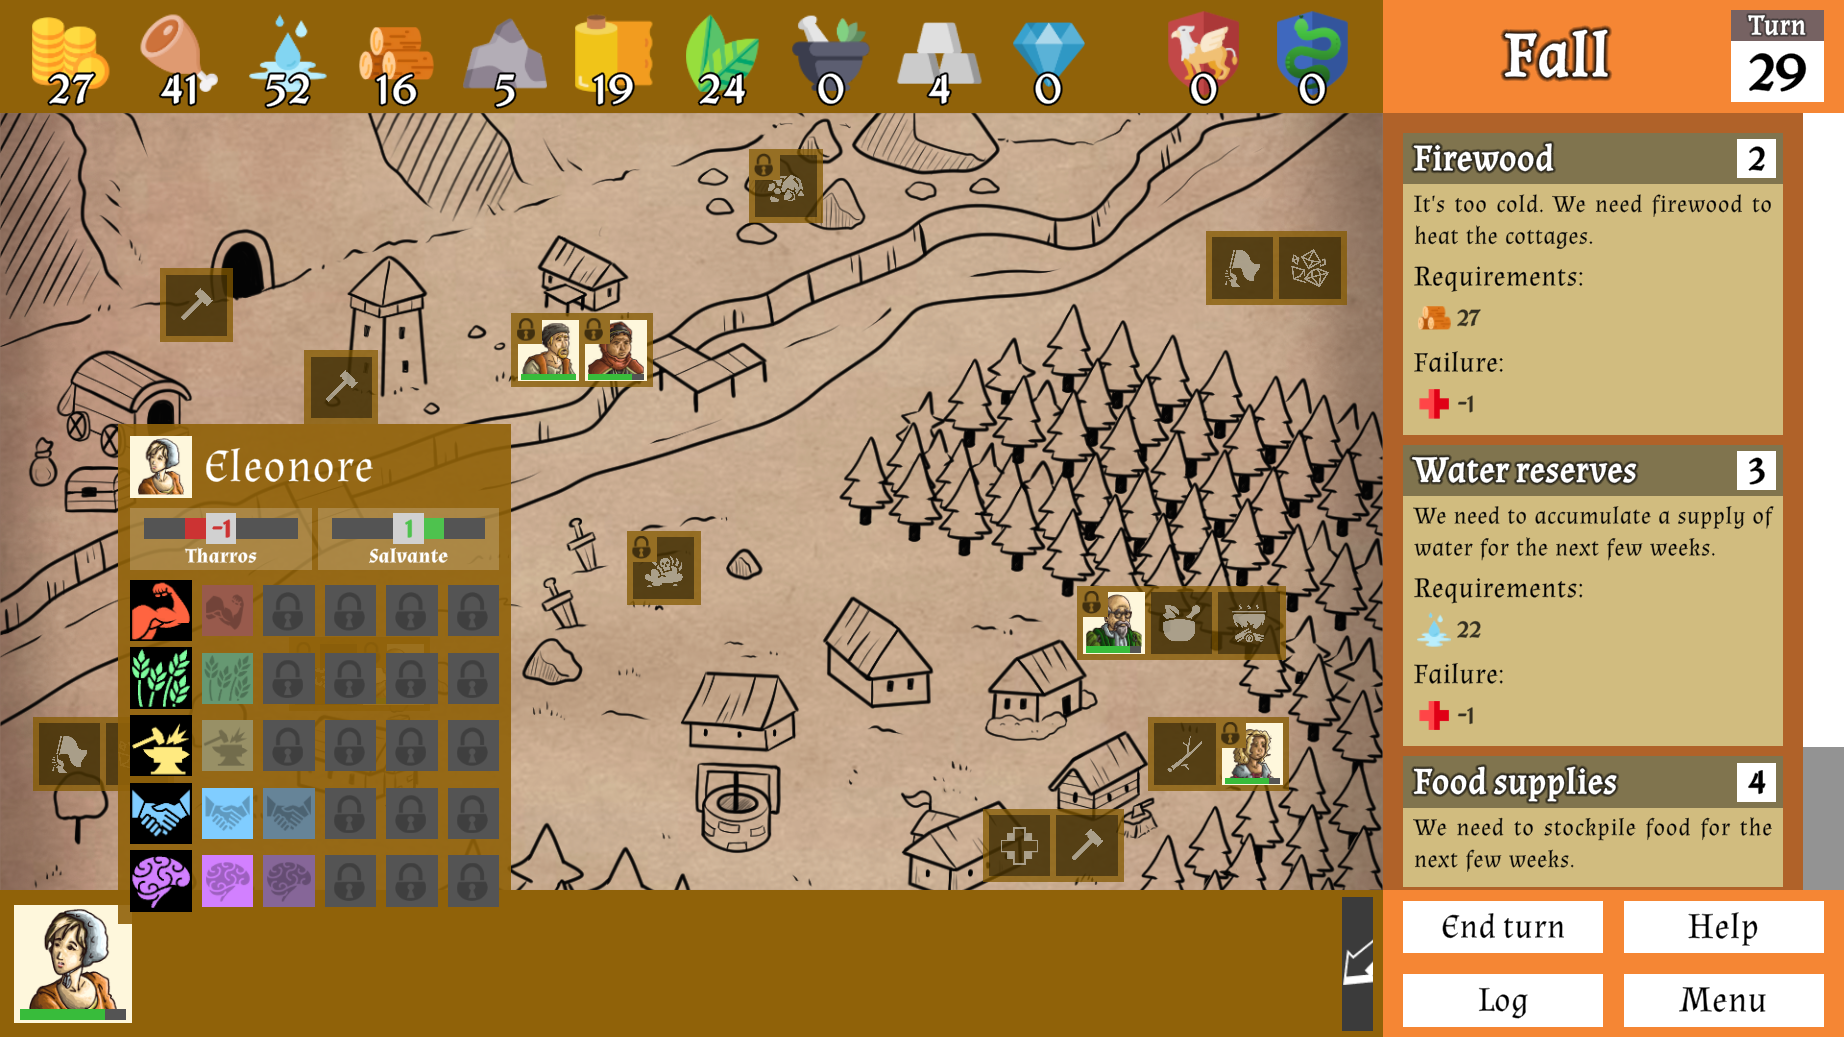 27 41 52 16 5 19 24 0 4 0 0 0
Fall
Turn
29
Firewood 2
It's too cold. We need firewood to
heat the cottages.
Requirements:
27
Failure:
-1
Water reserves 3
We need to accumulate a supply of
water for the next few weeks.
Requirements:
22
Failure:
-1
Food supplies 4
We need to stockpile food for the
next few weeks.
Eleonore
-1 1
Tharros Salvante
End turn Help
Log Menu